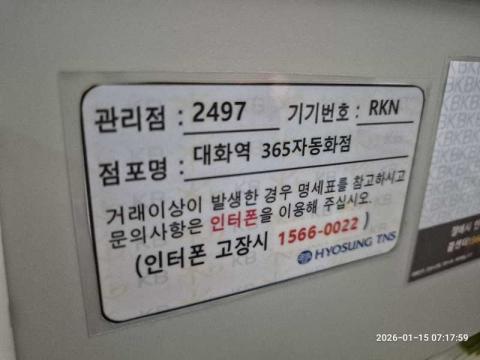 관리점 : 2497 기기번호 : RKN
점포명 : 대화역 365자동화점
거래이상이 발생한 경우 명세표를 참고하시고
문의사항은 인터폰을 이용해 주십시오.
(인터폰 고장시 1566-0022 )
HYOSUNG TNS
2026-01-15 07:17:59